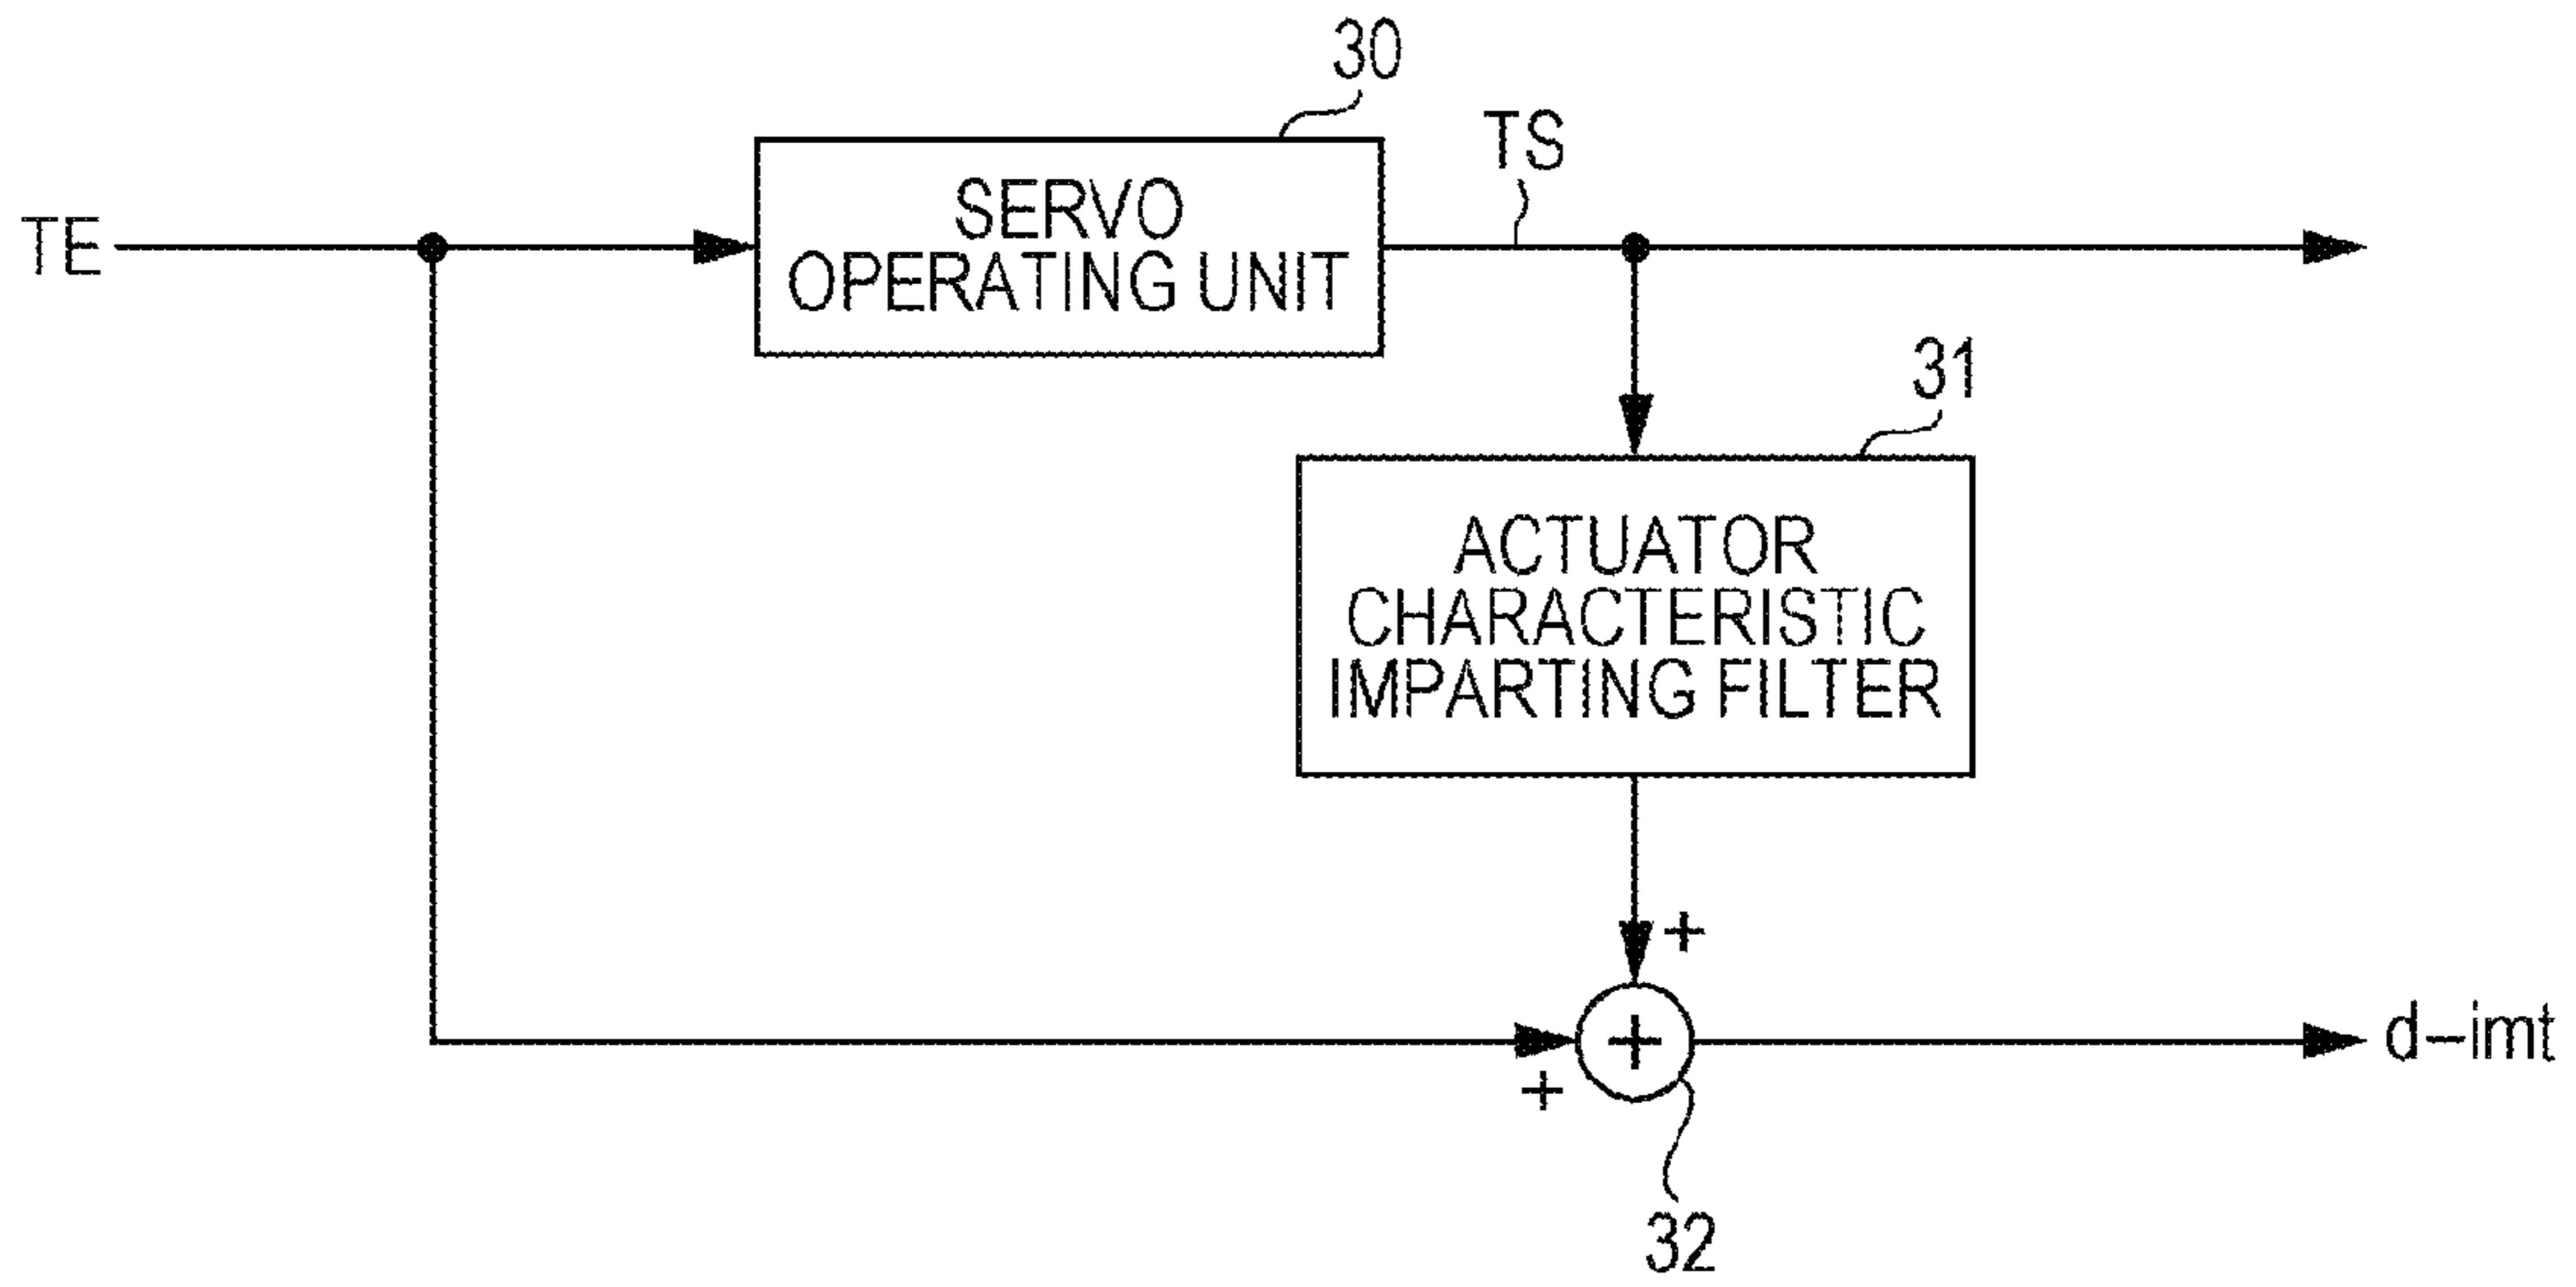 30
TS
TE
SERVO
OPERATING UNIT
31
ACTUATOR
CHARACTERISTIC
IMPARTING FILTER
+
+
+
d-imt
32